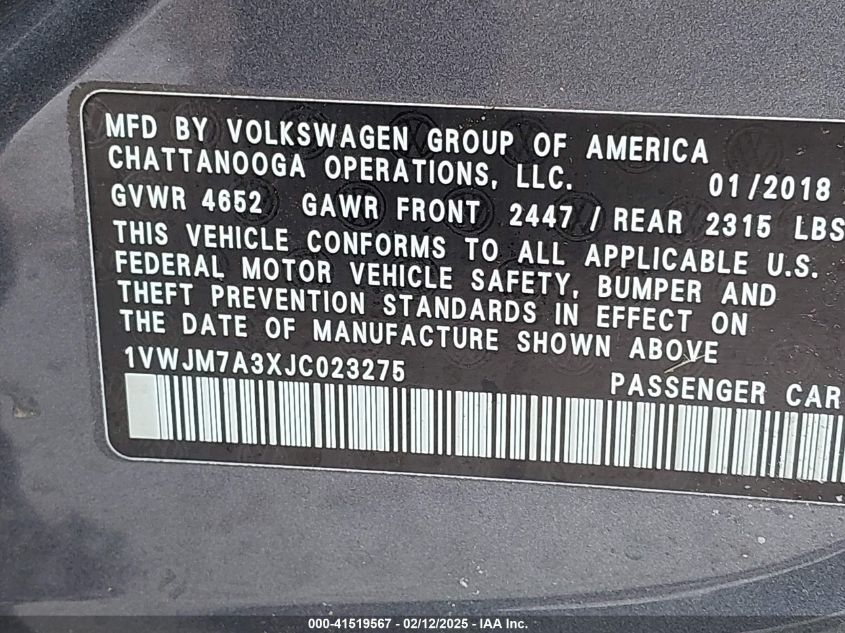 MFD BY VOLKSWAGEN GROUP OF AMERICA
CHATTANOOGA OPERATIONS, LLC. 01/2018
GVWR 4652 GAWR FRONT 2447 / REAR 2315 LBS
THIS VEHICLE CONFORMS TO ALL APPLICABLE U.S.
FEDERAL MOTOR VEHICLE SAFETY, BUMPER AND
THEFT PREVENTION STANDARDS IN EFFECT ON
THE DATE OF MANUFACTURE SHOWN ABOVE
1VWJM7A3XJC023275 PASSENGER CAR
000-41519567 - 02/12/2025 - IAA Inc.